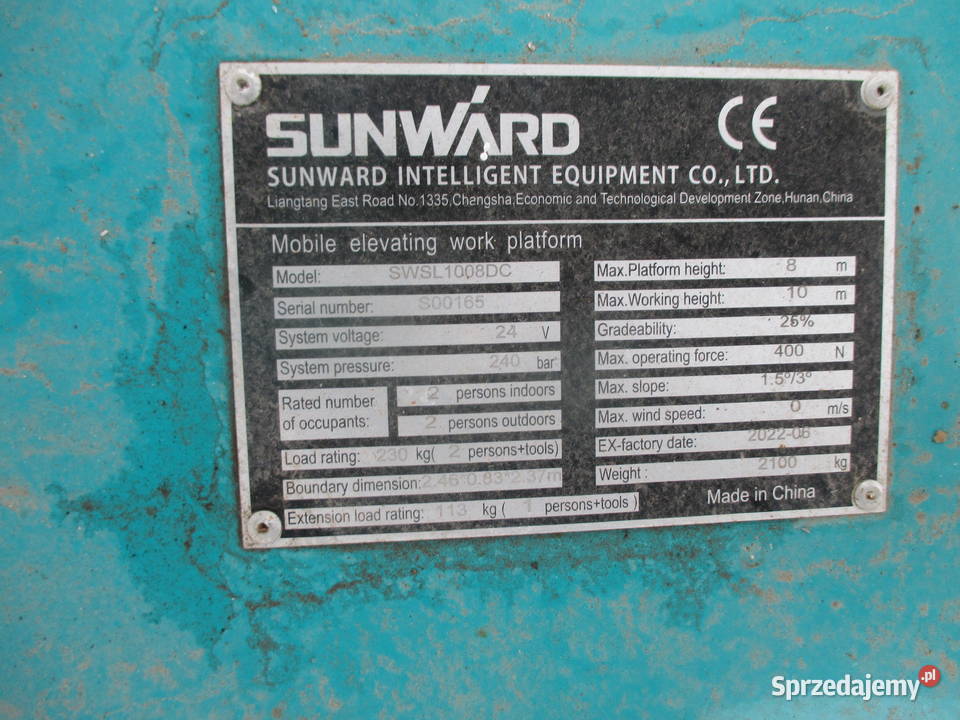 SUNWARD CE
SUNWARD INTELLIGENT EQUIPMENT CO., LTD.
Liangtang East Road No.1335,Changsha,Economic and Technological Development Zone,Hunan,China
Mobile elevating work platform
Model: SWSL1008DC
Serial number: S00165
System voltage: 24 V
System pressure: 240 bar
Rated number of occupants: 2 persons indoors
2 persons outdoors
Load rating: 230 kg( 2 persons+tools)
Boundary dimension: 2.46*0.83*2.37/m
Extension load rating: 113 kg ( 1 persons+tools )
Max.Platform height: 8 m
Max.Working height: 10 m
Gradeability: 25%
Max. operating force: 400 N
Max. slope: 1.5°/3°
Max. wind speed: 0 m/s
EX-factory date: 2022-06
Weight : 2100 kg
Made in China
Sprzedajemy.pl